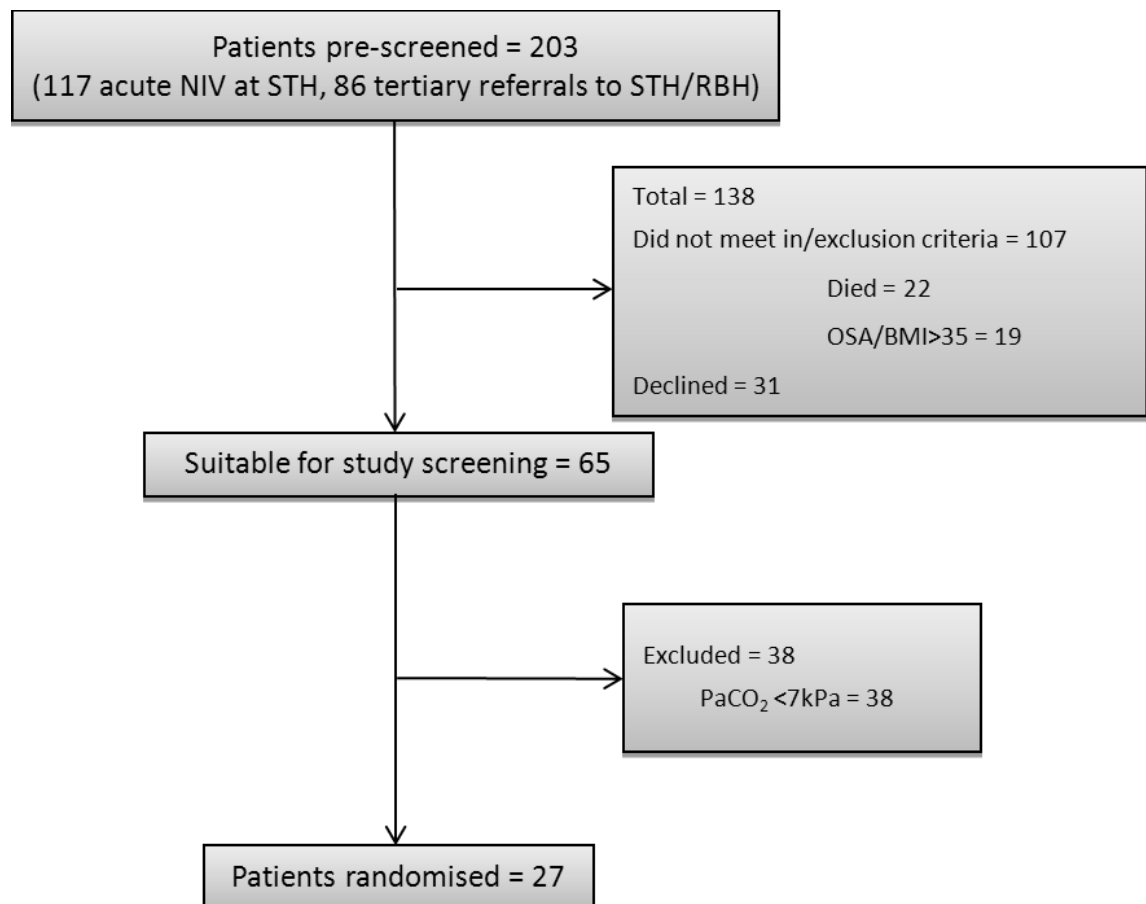 Patients pre-screened = 203
(117 acute NIV at STH, 86 tertiary referrals to STH/RBH)
Total = 138
Did not meet in/exclusion criteria = 107
Died = 22
OSA/BMI>35 = 19
Declined = 31
Suitable for study screening = 65
Excluded = 38
PaCO₂ <7kPa = 38
Patients randomised = 27